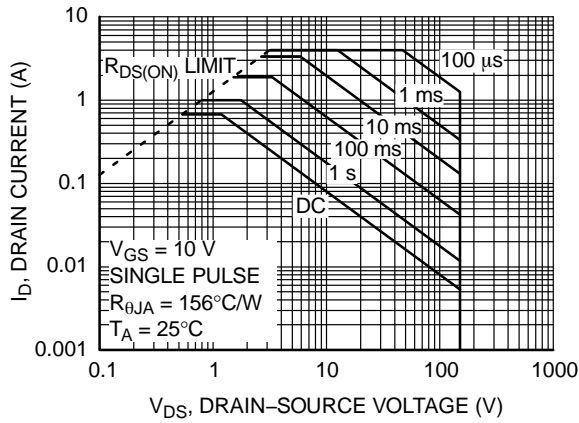 10
1
0.1
0.01
0.001
I_D, DRAIN CURRENT (A)
R_DS(ON) LIMIT
100 µs
1 ms
10 ms
100 ms
1 s
DC
V_GS = 10 V
SINGLE PULSE
R_θJA = 156°C/W
T_A = 25°C
0.1 1 10 100 1000
V_DS, DRAIN–SOURCE VOLTAGE (V)